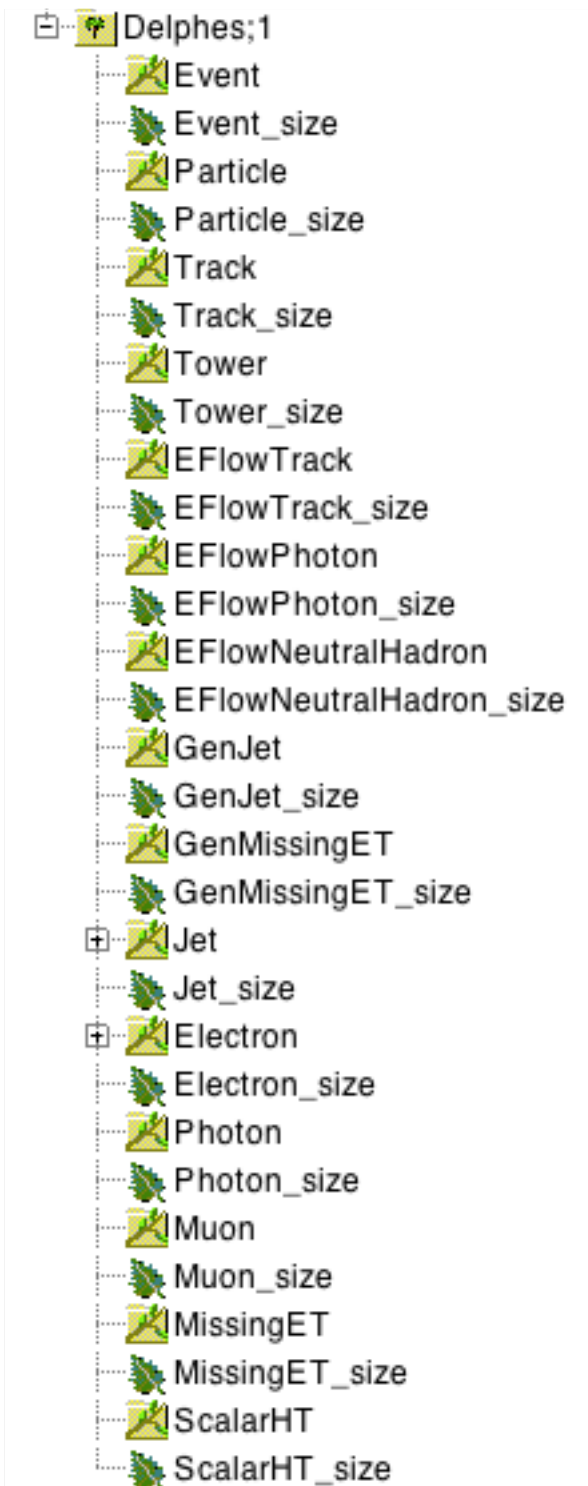 Delphes;1
Event
Event_size
Particle
Particle_size
Track
Track_size
Tower
Tower_size
EFlowTrack
EFlowTrack_size
EFlowPhoton
EFlowPhoton_size
EFlowNeutralHadron
EFlowNeutralHadron_size
GenJet
GenJet_size
GenMissingET
GenMissingET_size
Jet
Jet_size
Electron
Electron_size
Photon
Photon_size
Muon
Muon_size
MissingET
MissingET_size
ScalarHT
ScalarHT_size